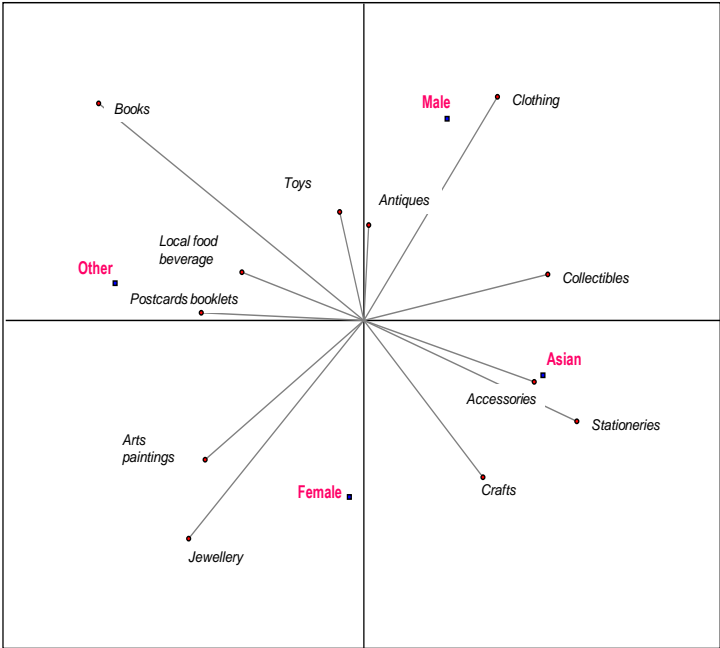 Male
Clothing
Books
Toys
Antiques
Local food
beverage
Other
Collectibles
Postcards booklets
Asian
Accessories
Stationeries
Arts
paintings
Female
Crafts
Jewellery